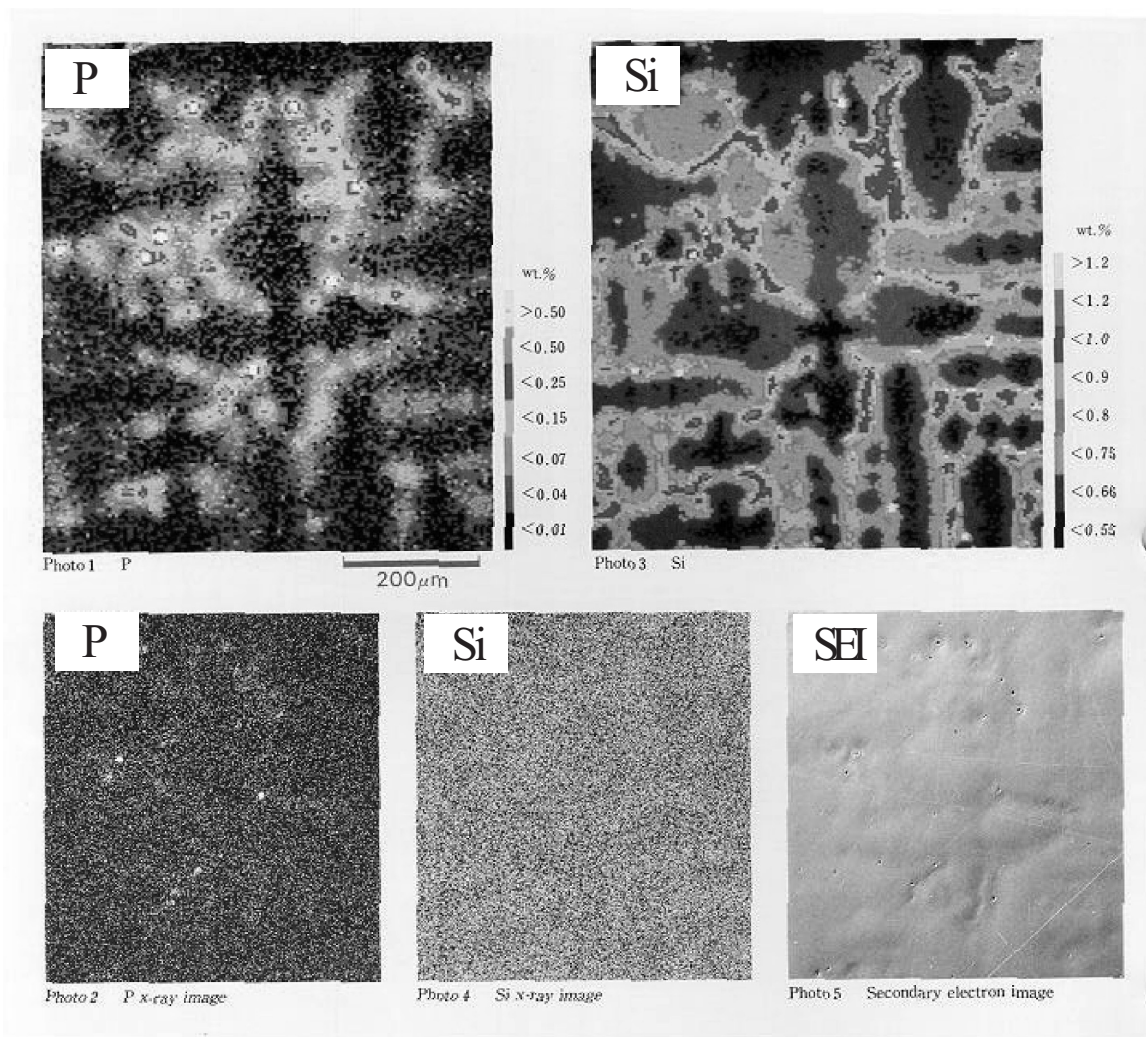 P
Si
wt.%
>0.50
<0.50
<0.25
<0.15
<0.07
<0.04
<0.01
wt.%
>1.2
<1.2
<1.0
<0.9
<0.8
<0.75
<0.66
<0.55
Photo 1 P
200μm
Photo 3 Si
P
Si
SEI
Photo 2 P x-ray image
Photo 4 Si x-ray image
Photo 5 Secondary electron image